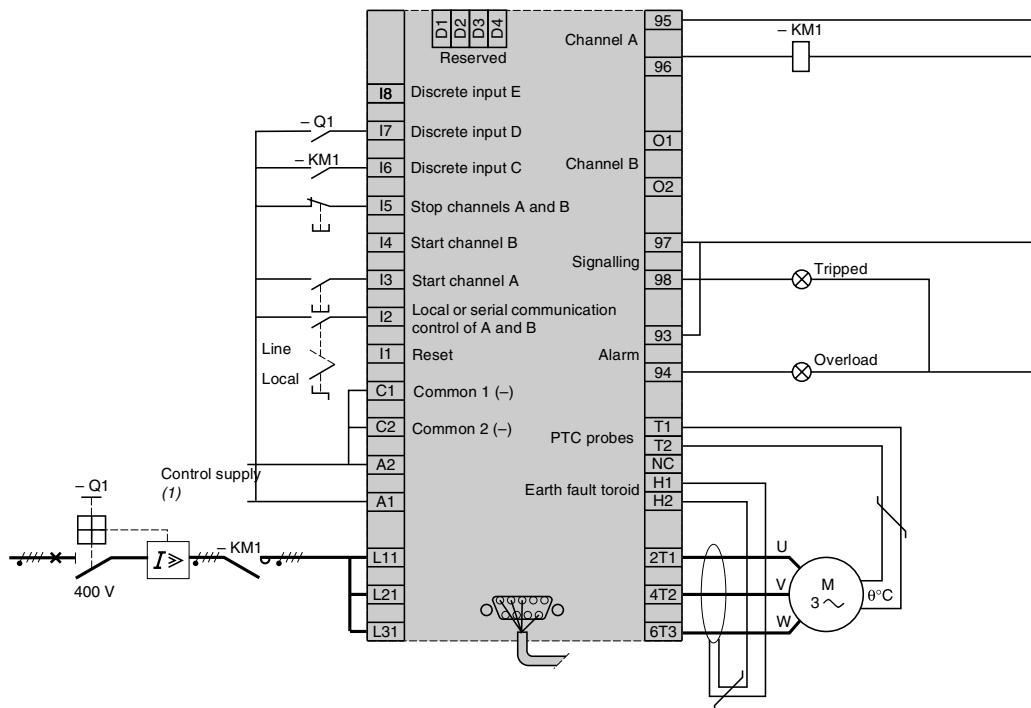 D1 D2 D3 D4
Reserved
Channel A
95
– KM1
96
I8 Discrete input E
– Q1
I7 Discrete input D
O1
– KM1
I6 Discrete input C
Channel B
O2
I5 Stop channels A and B
I4 Start channel B
97
Signalling
Tripped
I3 Start channel A
98
I2 Local or serial communication
control of A and B
93
Line
I1 Reset
Alarm
Overload
94
Local
C1 Common 1 (–)
C2 Common 2 (–)
PTC probes
T1
T2
A2
NC
Control supply
(1)
– Q1
Earth fault toroid
H1
A1
H2
– KM1
I
L11
2T1
U
400 V
M
3
L21
4T2
V
θ°C
L31
6T3
W